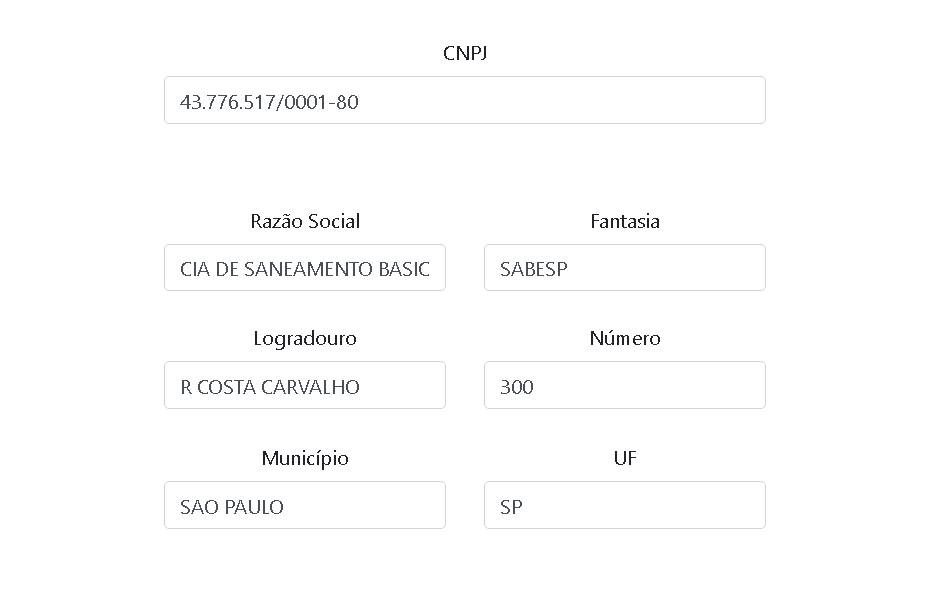 CNPJ
43.776.517/0001-80
Razão Social
Fantasia
CIA DE SANEAMENTO BASIC
SABESP
Logradouro
Número
R COSTA CARVALHO
300
Município
UF
SAO PAULO
SP